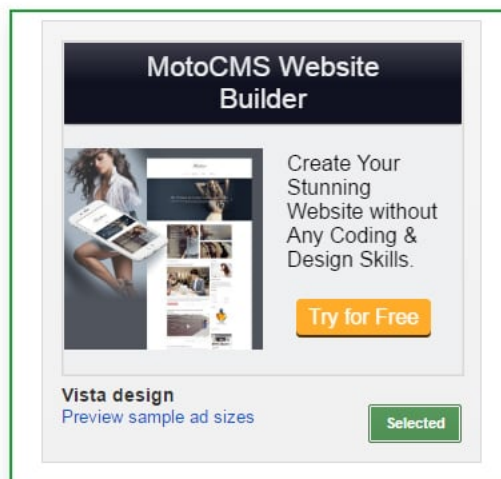 MotoCMS Website
Builder
Create Your
Stunning
Website without
Any Coding &
Design Skills.
Try for Free
Vista design
Preview sample ad sizes
Selected